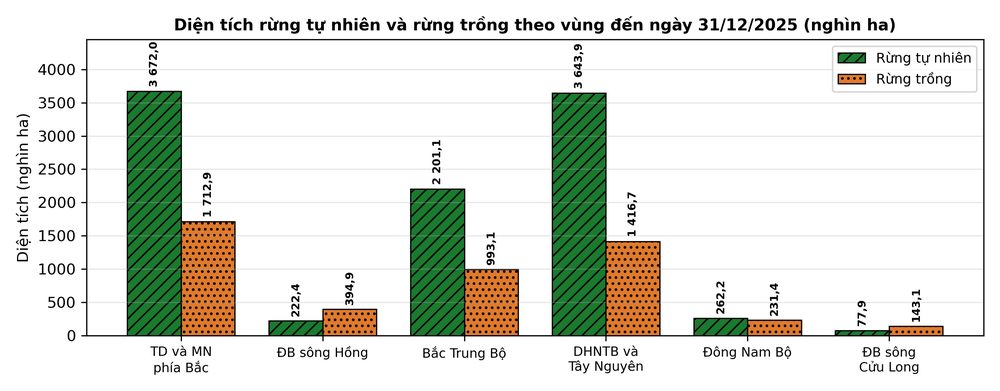 Diện tích rừng tự nhiên và rừng trồng theo vùng đến ngày 31/12/2025 (nghìn ha)
Diện tích (nghìn ha)
4000
3500
3000
2500
2000
1500
1000
500
0
Rừng tự nhiên
Rừng trồng
3 672,0
1 712,9
222,4
394,9
2 201,1
993,1
3 643,9
1 416,7
262,2
231,4
77,9
143,1
TD và MN
phía Bắc
ĐB sông Hồng
Bắc Trung Bộ
DHNTB và
Tây Nguyên
Đông Nam Bộ
ĐB sông
Cửu Long